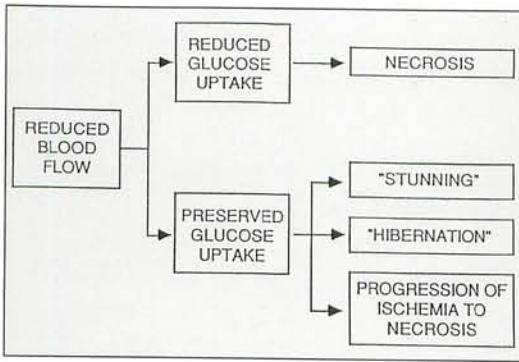 REDUCED
BLOOD
FLOW
REDUCED
GLUCOSE
UPTAKE
NECROSIS
PRESERVED
GLUCOSE
UPTAKE
"STUNNING"
"HIBERNATION"
PROGRESSION OF
ISCHEMIA TO
NECROSIS